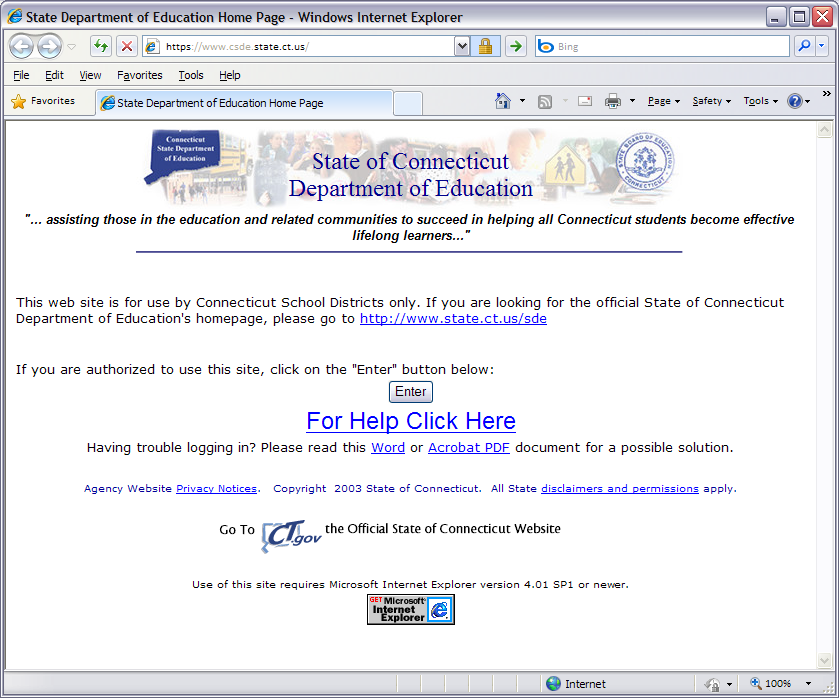 State Department of Education Home Page - Windows Internet Explorer
https://www.csde.state.ct.us/
Bing
File Edit View Favorites Tools Help
Favorites
State Department of Education Home Page
Page Safety Tools
Connecticut
State Department
of Education
State of Connecticut
Department of Education
STATE BOARD OF EDUCATION
CONNECTICUT
"... assisting those in the education and related communities to succeed in helping all Connecticut students become effective
lifelong learners..."
This web site is for use by Connecticut School Districts only. If you are looking for the official State of Connecticut
Department of Education's homepage, please go to http://www.state.ct.us/sde
If you are authorized to use this site, click on the "Enter" button below:
Enter
For Help Click Here
Having trouble logging in? Please read this Word or Acrobat PDF document for a possible solution.
Agency Website Privacy Notices. Copyright 2003 State of Connecticut. All State disclaimers and permissions apply.
Go To CT.gov the Official State of Connecticut Website
Use of this site requires Microsoft Internet Explorer version 4.01 SP1 or newer.
GET Microsoft
Internet
Explorer
Internet
100%